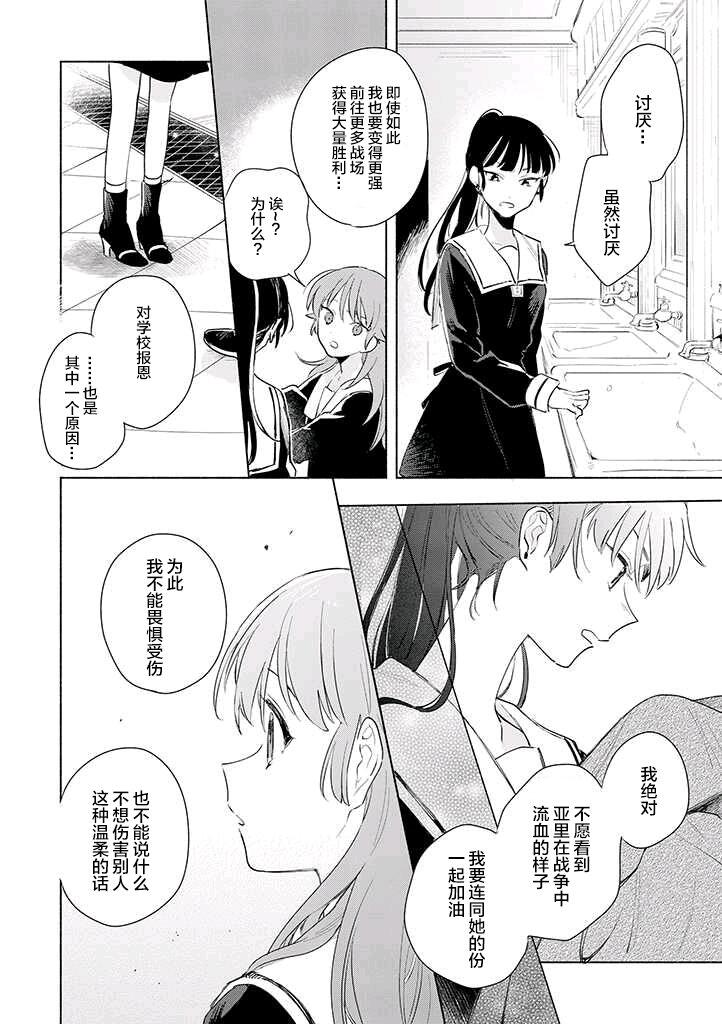 讨厌…
虽然讨厌
即使如此
我也要变得更强
前往更多战场
获得大量胜利…
诶~？
为什么？
对学校报恩
……也是
其中一个原因…
我绝对
不愿看到
亚里在战争中
流血的样子
我要连同她的份
一起加油
为此
我不能畏惧受伤
也不能说什么
不想伤害别人
这种温柔的话